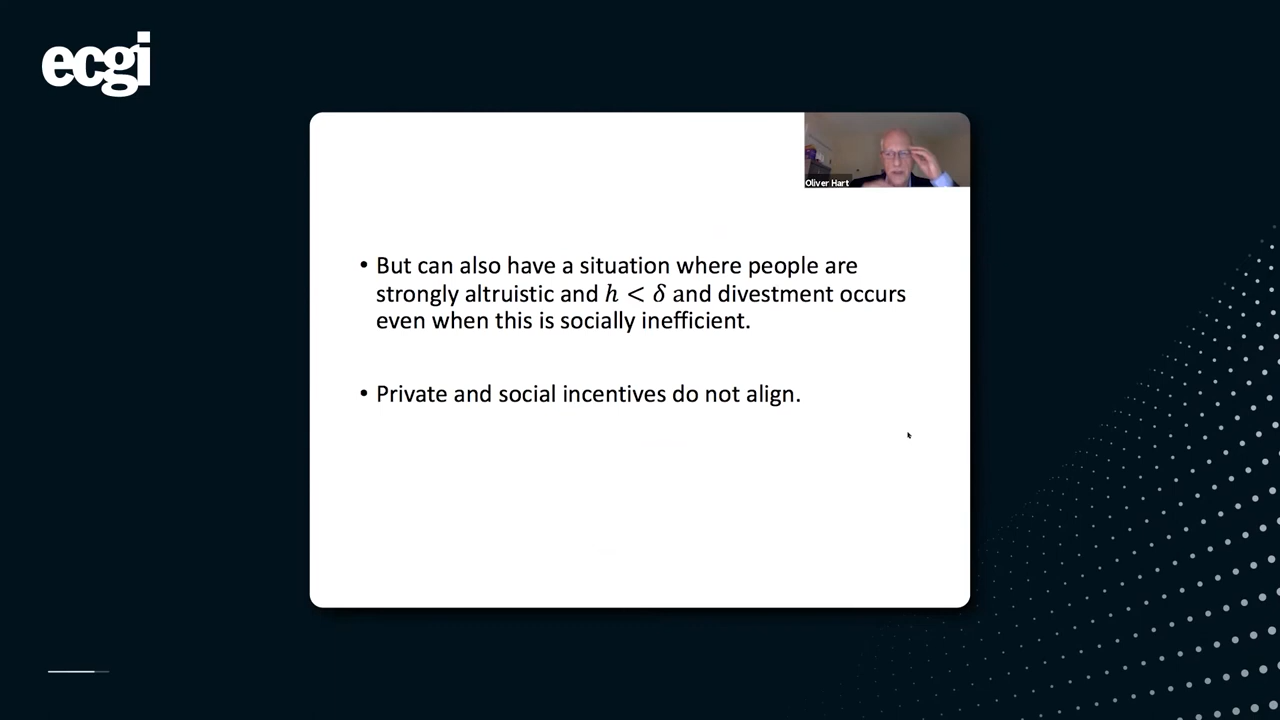 ecgi
Oliver Hart
• But can also have a situation where people are
strongly altruistic and h < δ and divestment occurs
even when this is socially inefficient.
• Private and social incentives do not align.